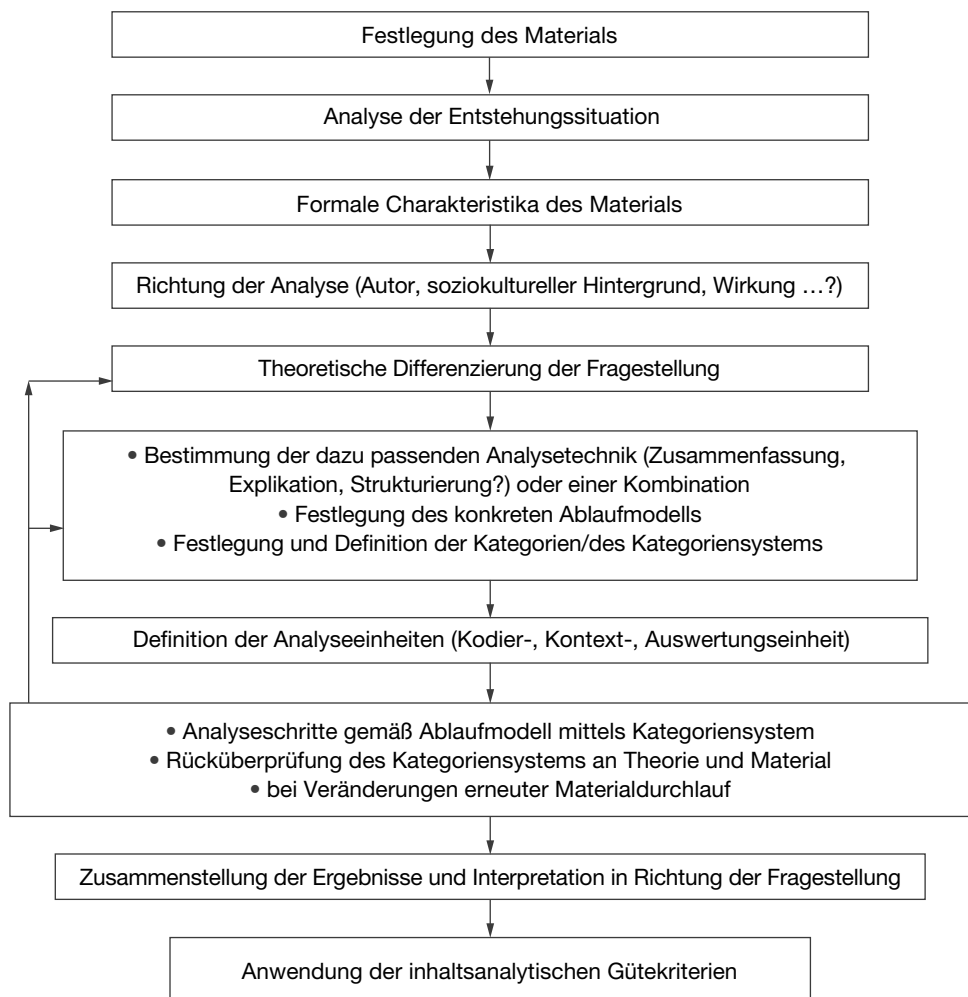 Festlegung des Materials
Analyse der Entstehungssituation
Formale Charakteristika des Materials
Richtung der Analyse (Autor, soziokultureller Hintergrund, Wirkung …?)
Theoretische Differenzierung der Fragestellung
• Bestimmung der dazu passenden Analysetechnik (Zusammenfassung,
Explikation, Strukturierung?) oder einer Kombination
• Festlegung des konkreten Ablaufmodells
• Festlegung und Definition der Kategorien/des Kategoriensystems
Definition der Analyseeinheiten (Kodier-, Kontext-, Auswertungseinheit)
• Analyseschritte gemäß Ablaufmodell mittels Kategoriensystem
• Rücküberprüfung des Kategoriensystems an Theorie und Material
• bei Veränderungen erneuter Materialdurchlauf
Zusammenstellung der Ergebnisse und Interpretation in Richtung der Fragestellung
Anwendung der inhaltsanalytischen Gütekriterien